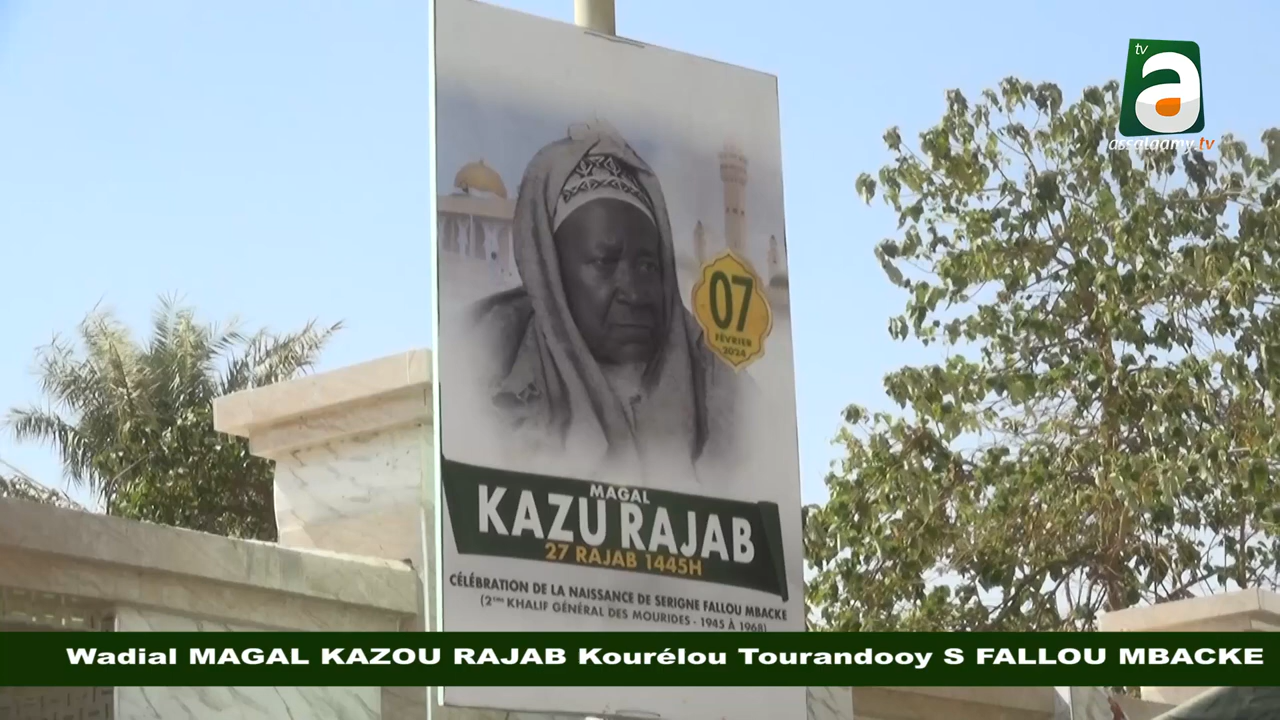 tv
a
assalaamy.tv
07
FÉVRIER
2024
MAGAL
KAZU RAJAB
27 RAJAB 1445H
CÉLÉBRATION DE LA NAISSANCE DE SERIGNE FALLOU MBACKE
(2ème KHALIF GÉNÉRAL DES MOURIDES - 1945 À 1968)
Wadial MAGAL KAZOU RAJAB Kourélou Tourandooy S FALLOU MBACKE